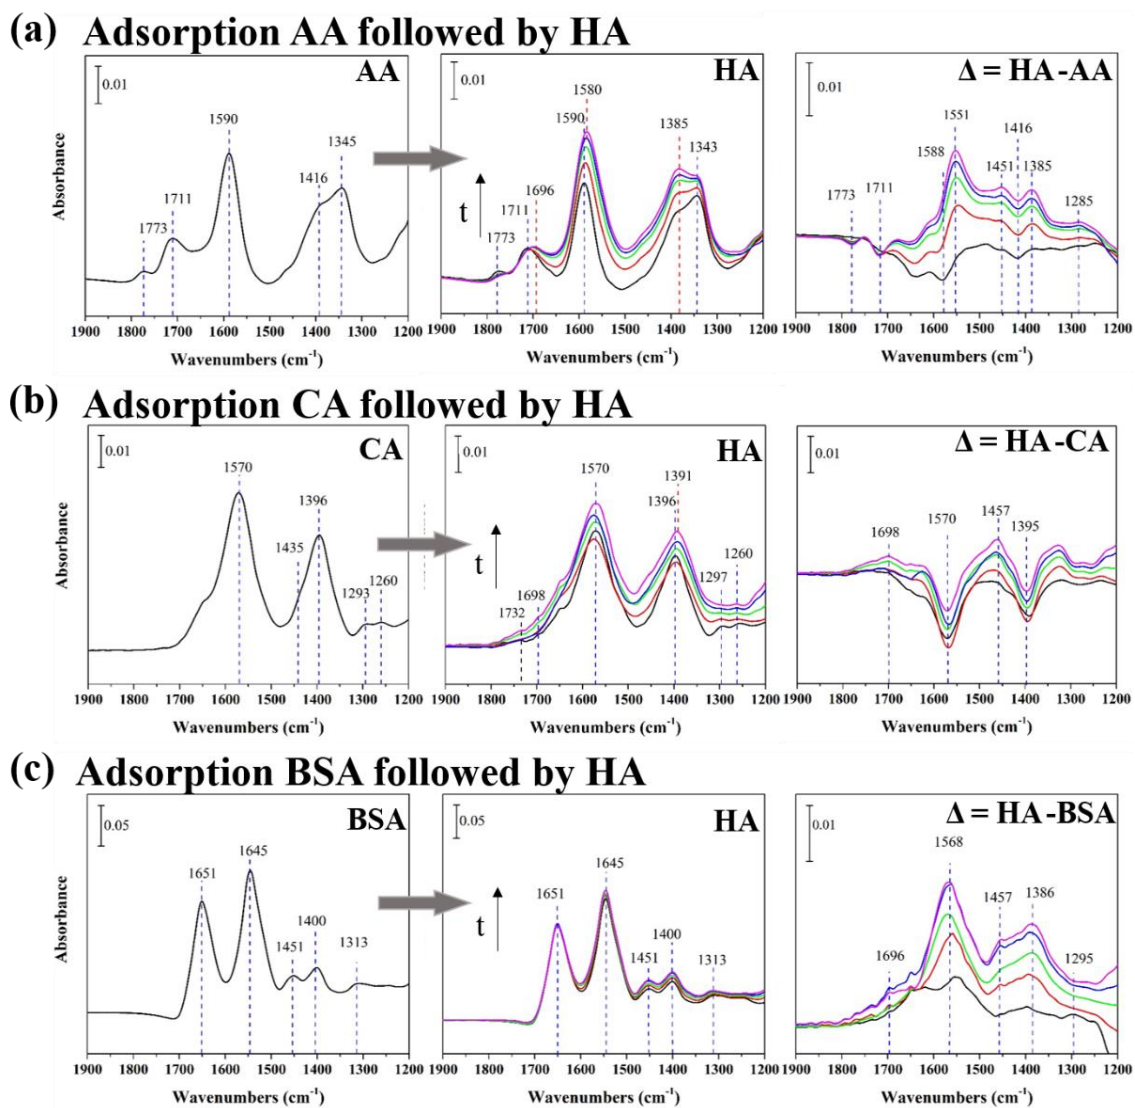 (a) Adsorption AA followed by HA
0.01
AA
1590
1345
1416
1711
1773
Absorbance
1900 1800 1700 1600 1500 1400 1300 1200
Wavenumbers (cm-1)
0.01
HA
1580
1590
1385
1343
1696
1711
1773
t
1900 1800 1700 1600 1500 1400 1300 1200
Wavenumbers (cm-1)
0.01
Δ = HA-AA
1551
1416
1588
1451
1385
1773
1711
1285
1900 1800 1700 1600 1500 1400 1300 1200
Wavenumbers (cm-1)
(b) Adsorption CA followed by HA
0.01
CA
1570
1396
1435
1293
1260
Absorbance
1900 1800 1700 1600 1500 1400 1300 1200
Wavenumbers (cm-1)
0.01
HA
1570
1391
1396
1260
1297
1698
1732
t
1900 1800 1700 1600 1500 1400 1300 1200
Wavenumbers (cm-1)
0.01
Δ = HA-CA
1698
1570
1457
1395
1900 1800 1700 1600 1500 1400 1300 1200
Wavenumbers (cm-1)
(c) Adsorption BSA followed by HA
0.05
BSA
1645
1651
1400
1451
1313
Absorbance
1900 1800 1700 1600 1500 1400 1300 1200
Wavenumbers (cm-1)
0.05
HA
1645
1651
1400
1451
1313
t
1900 1800 1700 1600 1500 1400 1300 1200
Wavenumbers (cm-1)
0.01
Δ = HA-BSA
1568
1457
1386
1696
1295
1900 1800 1700 1600 1500 1400 1300 1200
Wavenumbers (cm-1)